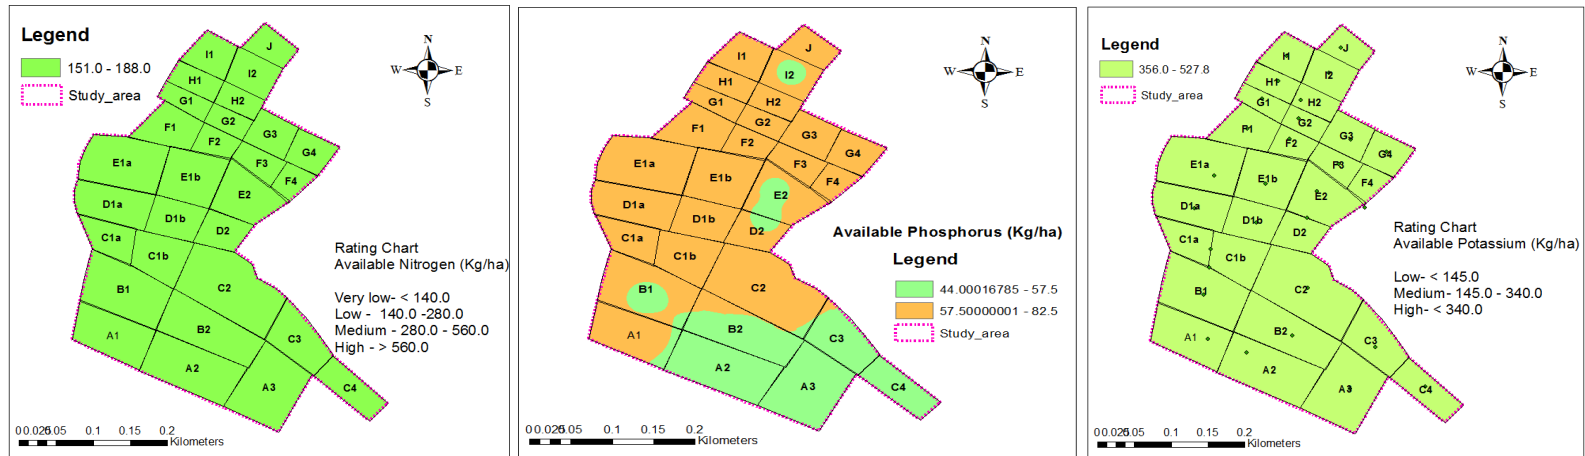 Legend
151.0 - 188.0
Study_area
N
W E
S
J
I1
I2
H1
G1
H2
F1
G2
G3
F2
G4
F3
E1a
E1b
F4
E2
D1a
D1b
D2
C1a
C1b
B1
C2
A1
B2
C3
A2
A3
C4
Rating Chart
Available Nitrogen (Kg/ha)
Very low- < 140.0
Low - 140.0 -280.0
Medium - 280.0 - 560.0
High - > 560.0
0 0.025 0.05 0.1 0.2
Kilometers
N
W E
S
J
I1
I2
H1
G1
H2
F1
G2
G3
F2
G4
F3
E1a
E1b
F4
E2
D1a
D1b
D2
C1a
C1b
B1
C2
A1
B2
C3
A2
A3
C4
Available Phosphorus (Kg/ha)
Legend
44.00016785 - 57.5
57.50000001 - 82.5
Study_area
0 0.025 0.05 0.1 0.2
Kilometers
Legend
356.0 - 527.8
Study_area
N
W E
S
J
I1
I2
H1
G1
H2
F1
G2
G3
F2
G4
F3
E1a
E1b
F4
E2
D1a
D1b
D2
C1a
C1b
B1
C2
A1
B2
C3
A2
A3
C4
Rating Chart
Available Potassium (Kg/ha)
Low- < 145.0
Medium- 145.0 - 340.0
High- < 340.0
0 0.025 0.05 0.1 0.2
Kilometers